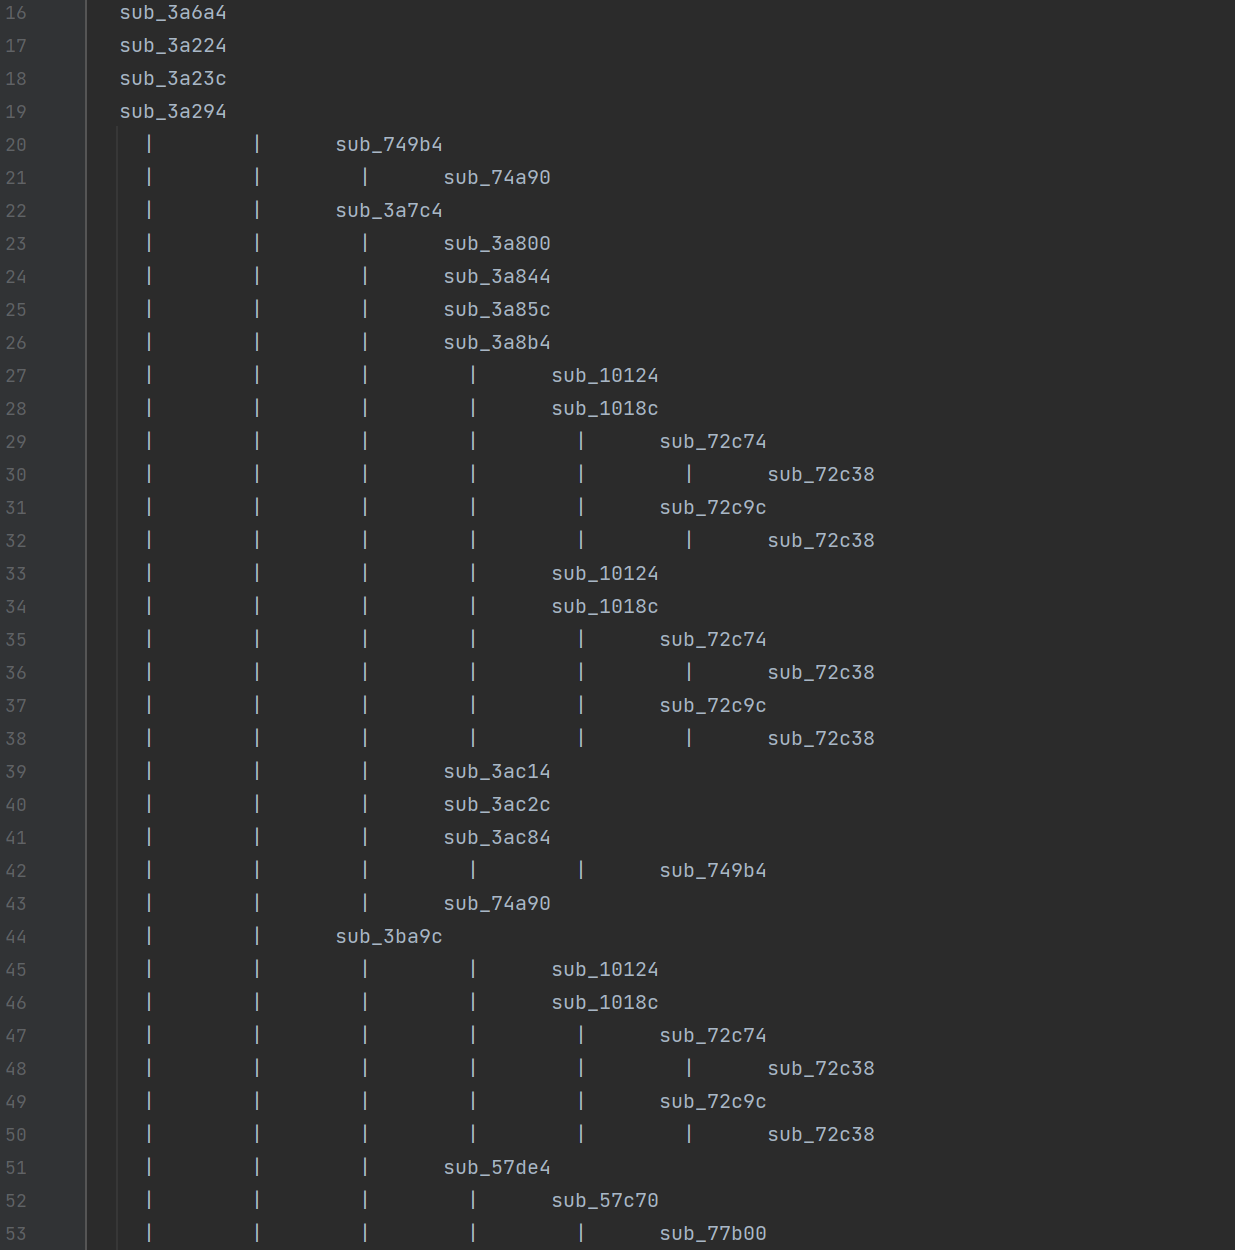 16 sub_3a6a4
17 sub_3a224
18 sub_3a23c
19 sub_3a294
20 | | sub_749b4
21 | | | sub_74a90
22 | | sub_3a7c4
23 | | | sub_3a800
24 | | | sub_3a844
25 | | | sub_3a85c
26 | | | sub_3a8b4
27 | | | | sub_10124
28 | | | | sub_1018c
29 | | | | | sub_72c74
30 | | | | | | sub_72c38
31 | | | | | sub_72c9c
32 | | | | | | sub_72c38
33 | | | | sub_10124
34 | | | | sub_1018c
35 | | | | | sub_72c74
36 | | | | | | sub_72c38
37 | | | | | sub_72c9c
38 | | | | | | sub_72c38
39 | | | sub_3ac14
40 | | | sub_3ac2c
41 | | | sub_3ac84
42 | | | | | sub_749b4
43 | | | sub_74a90
44 | | sub_3ba9c
45 | | | | sub_10124
46 | | | | sub_1018c
47 | | | | | sub_72c74
48 | | | | | | sub_72c38
49 | | | | | sub_72c9c
50 | | | | | | sub_72c38
51 | | | sub_57de4
52 | | | | sub_57c70
53 | | | | | sub_77b00